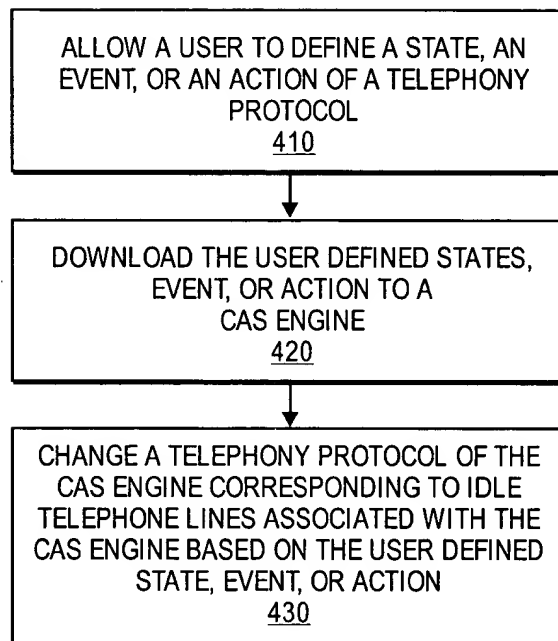 ALLOW A USER TO DEFINE A STATE, AN
EVENT, OR AN ACTION OF A TELEPHONY
PROTOCOL
410
DOWNLOAD THE USER DEFINED STATES,
EVENT, OR ACTION TO A
CAS ENGINE
420
CHANGE A TELEPHONY PROTOCOL OF THE
CAS ENGINE CORRESPONDING TO IDLE
TELEPHONE LINES ASSOCIATED WITH THE
CAS ENGINE BASED ON THE USER DEFINED
STATE, EVENT, OR ACTION
430